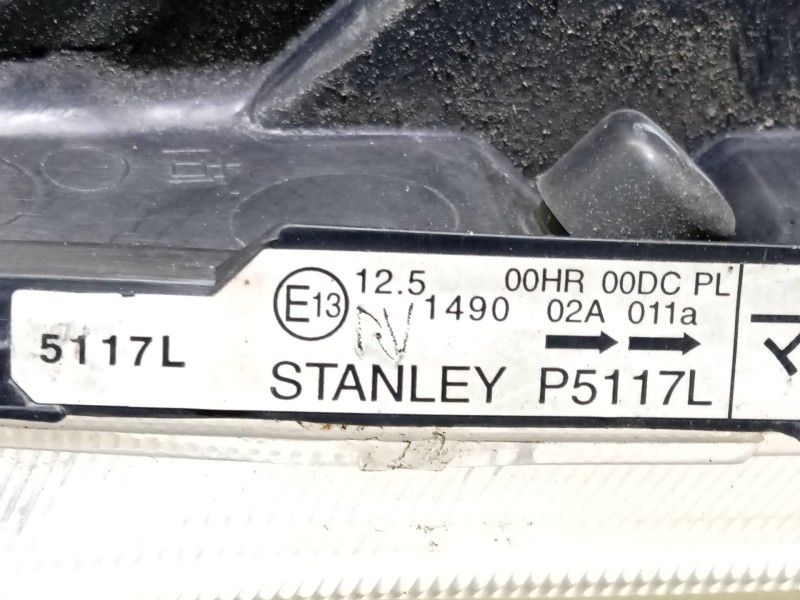 5117L
E13 12.5 00HR 00DC PL
1490 02A 011a
STANLEY P5117L